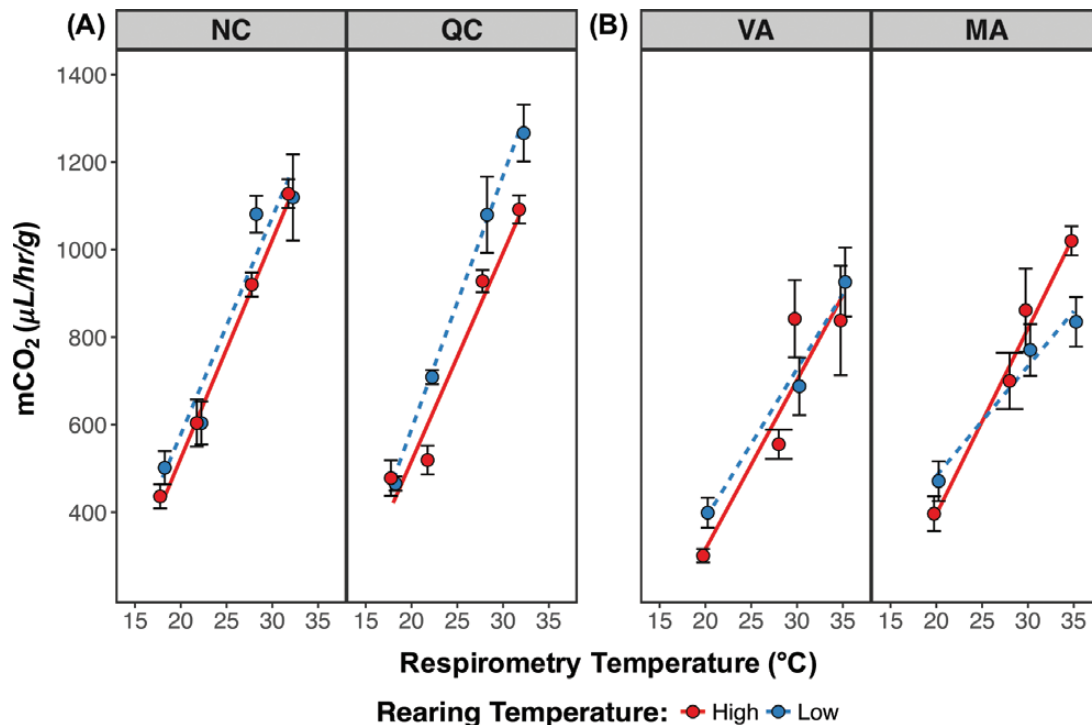 (A) NC QC (B) VA MA
1400
1200
1000
800
600
400
mCO₂ (μL/hr/g)
15 20 25 30 35 15 20 25 30 35 15 20 25 30 35 15 20 25 30 35
Respirometry Temperature (°C)
Rearing Temperature: High Low